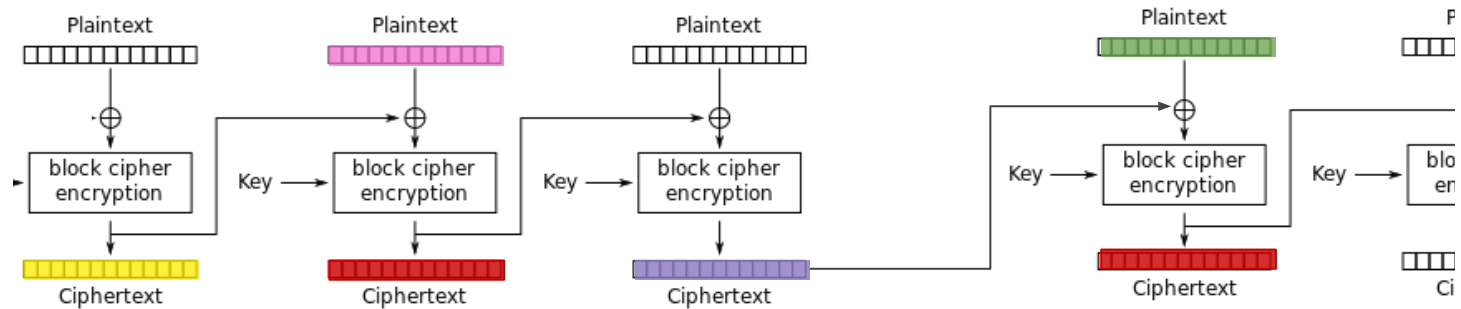 Plaintext
Plaintext
Plaintext
Plaintext
block cipher
encryption
Key
block cipher
encryption
Key
block cipher
encryption
Key
block cipher
encryption
Key
Ciphertext
Ciphertext
Ciphertext
Ciphertext